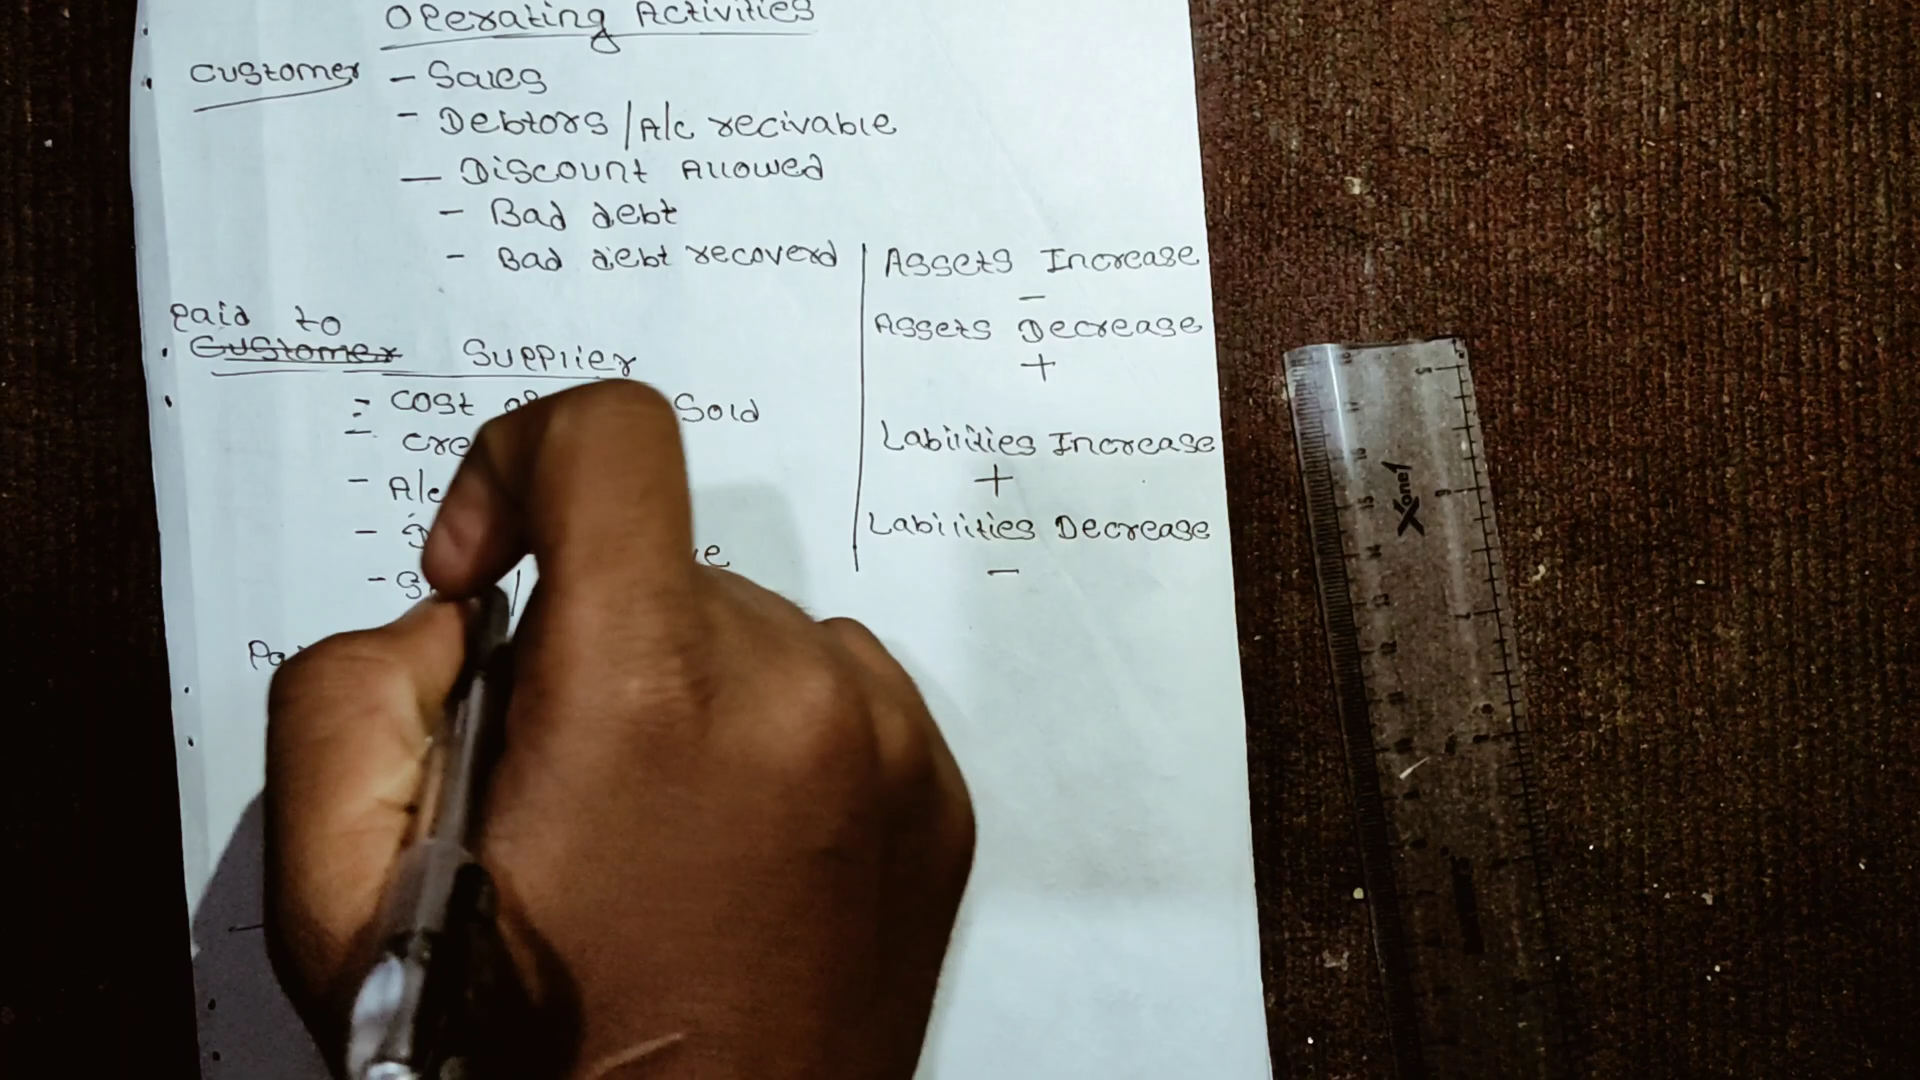 Operating Activities
Customer - Sales
- Debtors / A/c recivable
- Discount Allowed
- Bad debt
- Bad debt recoverd
Assets Increase
-
Assets Decrease
+
Labilities Increase
+
Labilities Decrease
-
Paid to
Customer Supplier
- Cost Sold
-
- A/c
-
-
Xone1